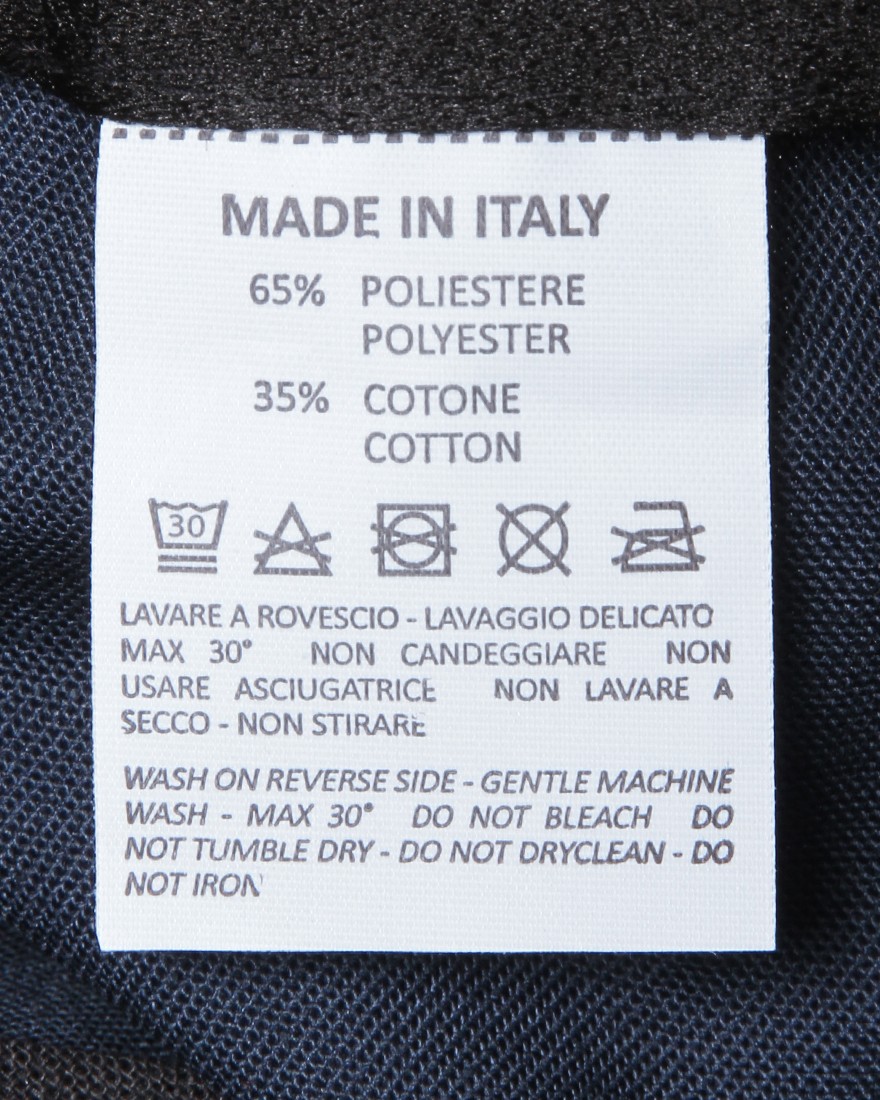 MADE IN ITALY
65% POLIESTERE
POLYESTER
35% COTONE
COTTON
30
LAVARE A ROVESCIO - LAVAGGIO DELICATO
MAX 30° NON CANDEGGIARE NON
USARE ASCIUGATRICE NON LAVARE A
SECCO - NON STIRARE
WASH ON REVERSE SIDE - GENTLE MACHINE
WASH - MAX 30° DO NOT BLEACH DO
NOT TUMBLE DRY - DO NOT DRYCLEAN - DO
NOT IRON